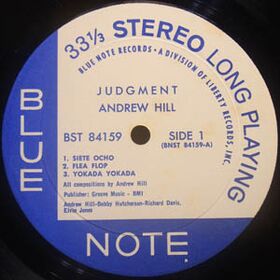 33⅓ STEREO LONG PLAYING
BLUE NOTE RECORDS • A DIVISION OF LIBERTY RECORDS, INC.
JUDGMENT
ANDREW HILL
BST 84159 SIDE 1
(BNST 84159-A)
1. SIETE OCHO
2. FLEA FLOP
3. YOKADA YOKADA
All compositions by Andrew Hill
Publisher: Groove Music - BMI
Andrew Hill-Bobby Hutcherson-Richard Davis,
Elvin Jones
BLUE
NOTE